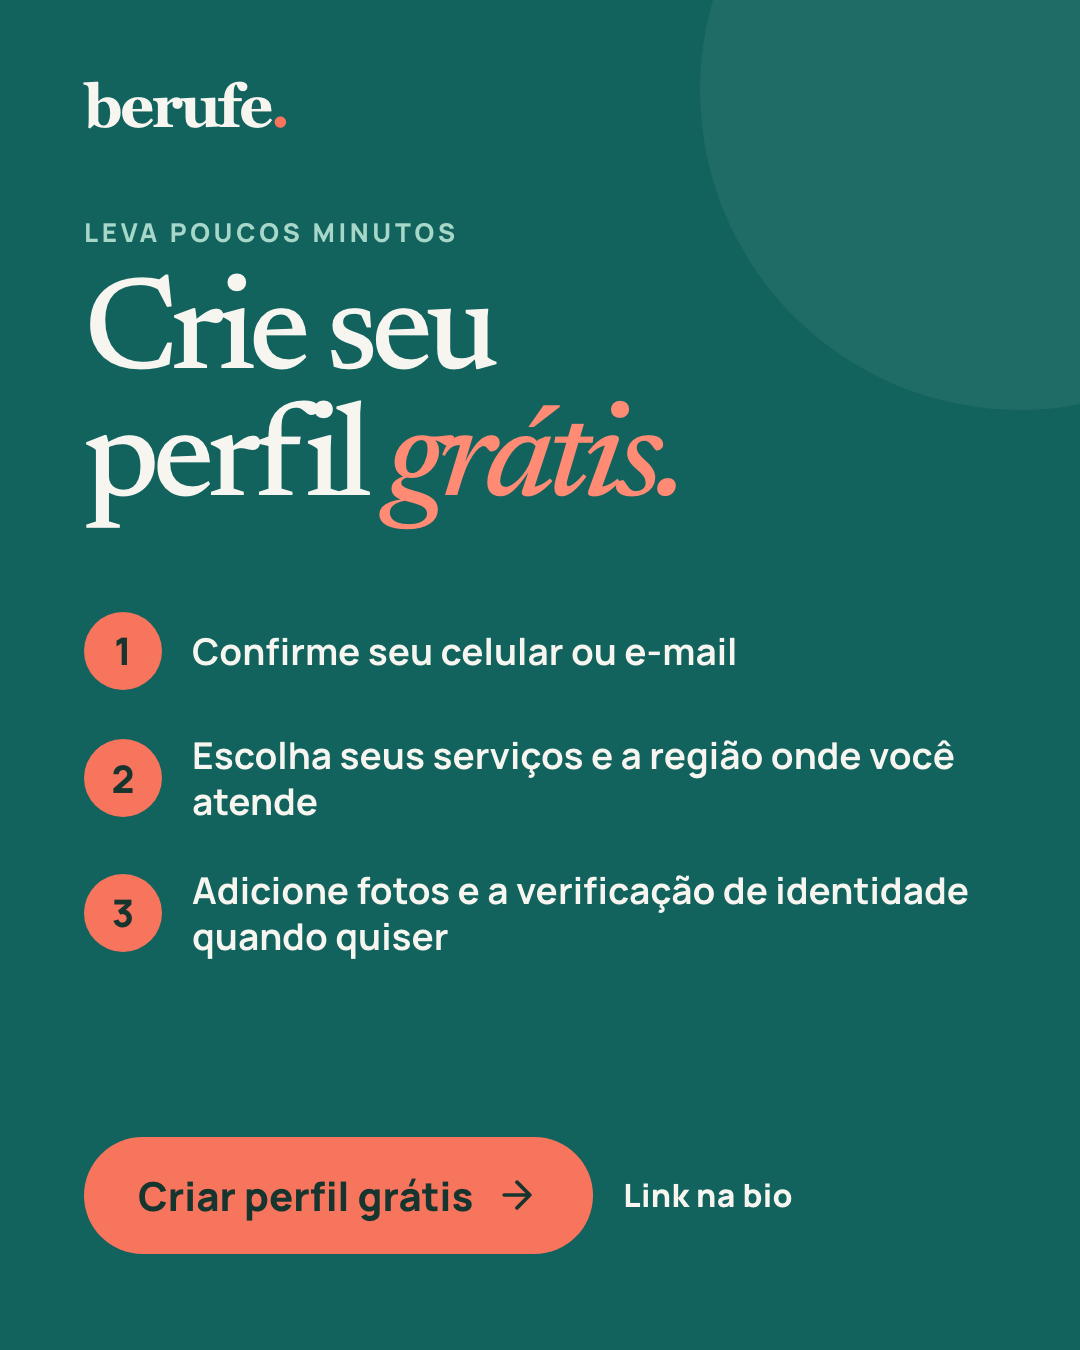 berufe.
LEVA POUCOS MINUTOS
Crie seu
perfil grátis.
1 Confirme seu celular ou e-mail
2 Escolha seus serviços e a região onde você
atende
3 Adicione fotos e a verificação de identidade
quando quiser
Criar perfil grátis → Link na bio